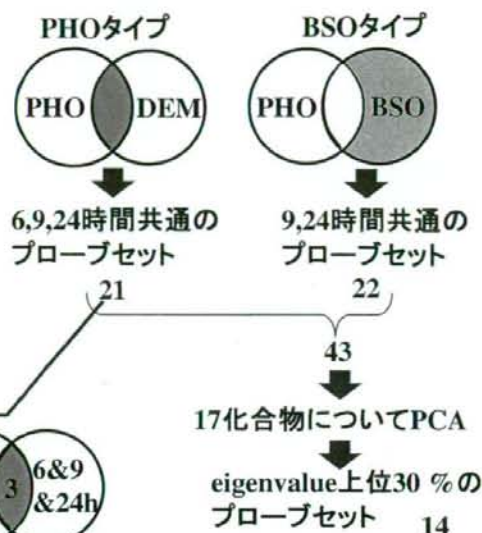 PHOタイプ
BSOタイプ
PHO
DEM
PHO
BSO
6,9,24時間共通の
プローブセット
9,24時間共通の
プローブセット
21
22
43
17化合物についてPCA
3
6&9
&24h
eigenvalue上位30 %の
プローブセット
14